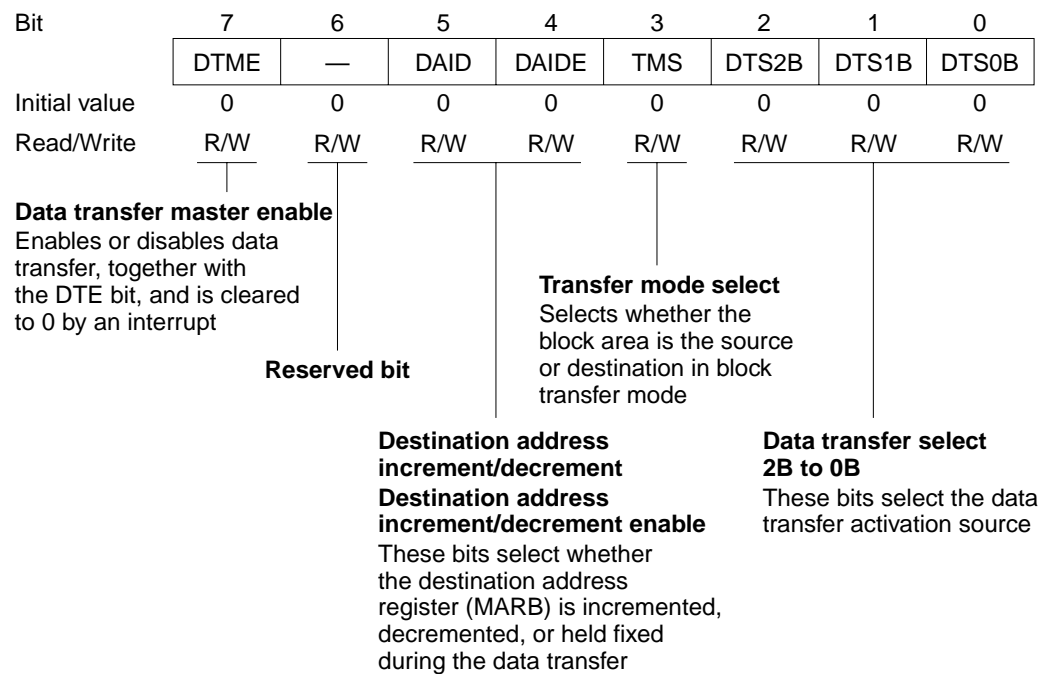 Bit 7 6 5 4 3 2 1 0
DTME — DAID DAIDE TMS DTS2B DTS1B DTS0B
Initial value 0 0 0 0 0 0 0 0
Read/Write R/W R/W R/W R/W R/W R/W R/W R/W
Data transfer master enable
Enables or disables data
transfer, together with
the DTE bit, and is cleared
to 0 by an interrupt
Reserved bit
Transfer mode select
Selects whether the
block area is the source
or destination in block
transfer mode
Destination address
increment/decrement
Destination address
increment/decrement enable
These bits select whether
the destination address
register (MARB) is incremented,
decremented, or held fixed
during the data transfer
Data transfer select
2B to 0B
These bits select the data
transfer activation source